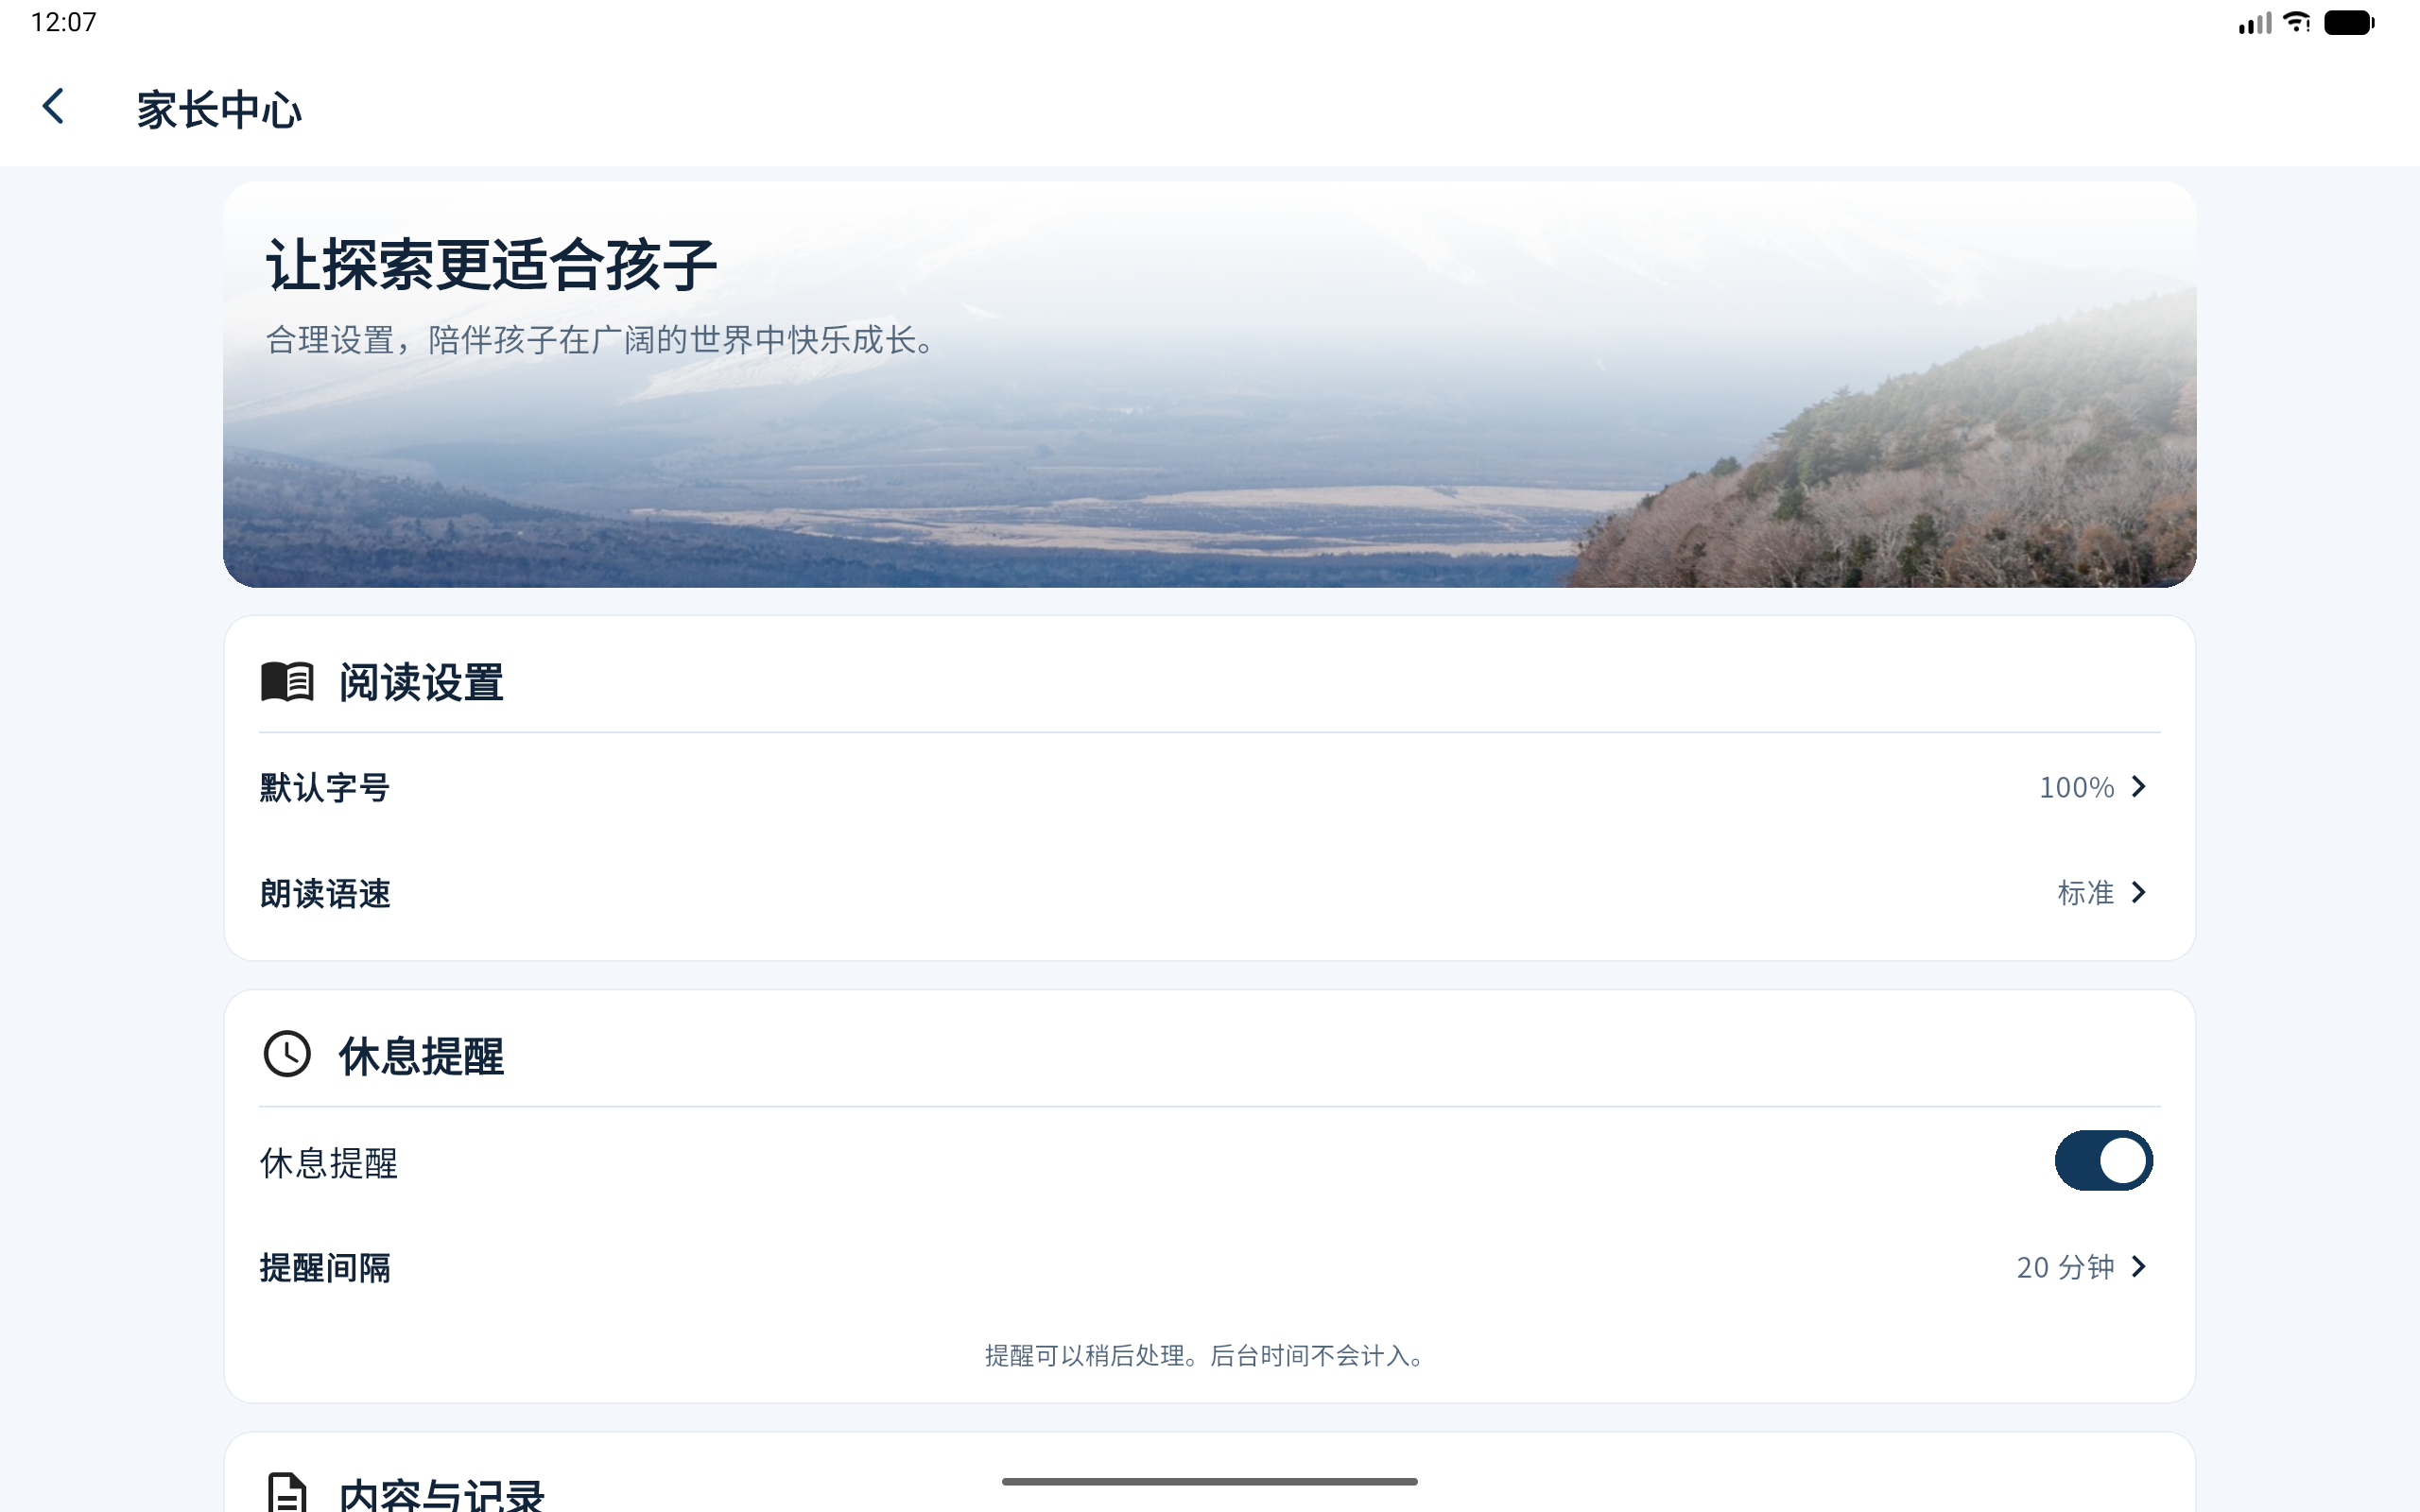 12:07
家长中心
让探索更适合孩子
合理设置，陪伴孩子在广阔的世界中快乐成长。
阅读设置
默认字号 100%
朗读语速 标准
休息提醒
休息提醒
提醒间隔 20 分钟
提醒可以稍后处理。后台时间不会计入。
内容与记录